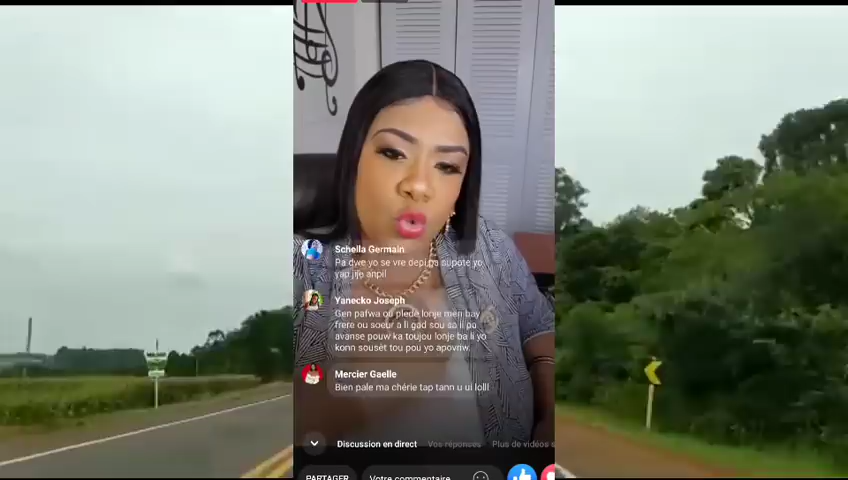 Schella Germain
Pa dwe yo se vre depi ga sipote yo
yap jije anpil
Yanecko Joseph
Gen pafwa ou plede lonje men bay
frere ou soeur a li gad sou sa li pa
avanse pouw ka toujou lonje ba li yo
konn sousèt tou pou yo apovriw.
Mercier Gaelle
Bien pale ma chérie tap tann u ui lolll
Discussion en direct Vos réponses Plus de vidéos s
PARTAGER Votre commentaire